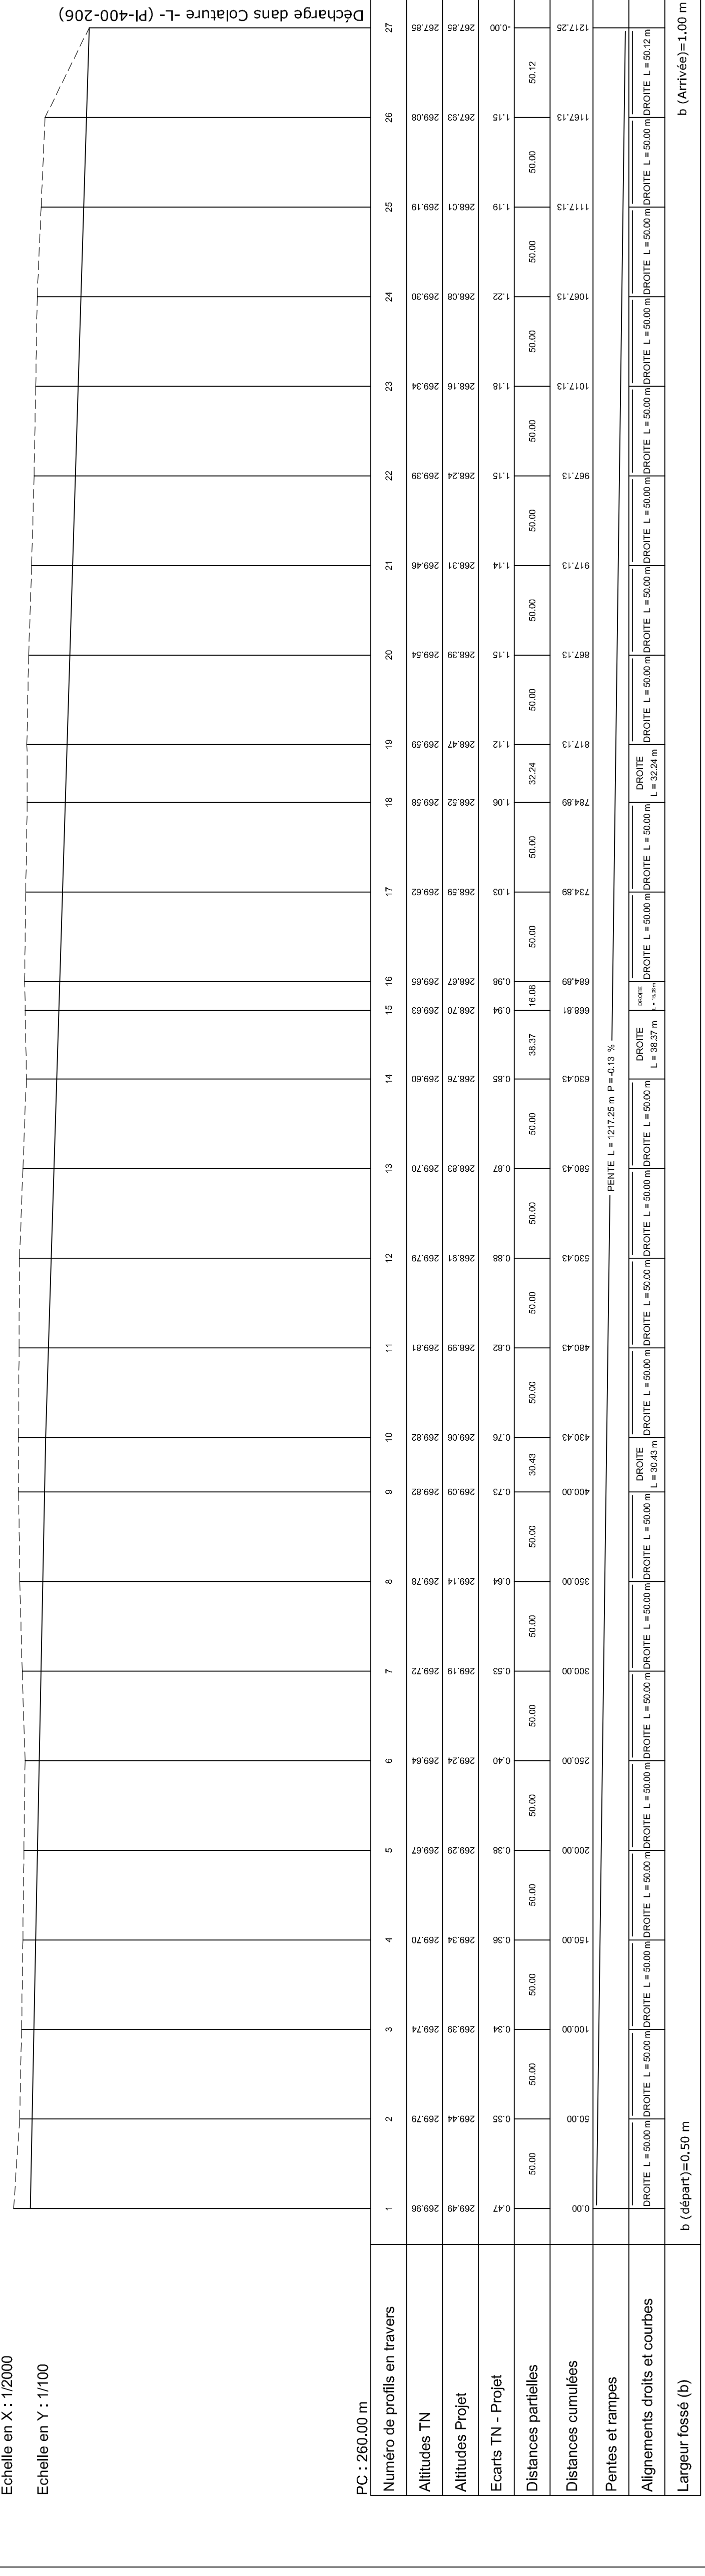 Echelle en X : 1/2000
Echelle en Y : 1/100
Décharge dans Colature -L- (PI-400-206)
PC : 260.00 m
Numéro de profils en travers 1 2 3 4 5 6 7 8 9 10 11 12 13 14 15 16 17 18 19 20 21 22 23 24 25 26 27
Altitudes TN 269.96 269.79 269.74 269.70 269.67 269.64 269.72 269.78 269.82 269.82 269.81 269.79 269.70 269.60 269.63 269.65 269.62 269.58 269.59 269.54 269.46 269.39 269.34 269.30 269.19 269.08 267.85
Altitudes Projet 269.49 269.44 269.39 269.34 269.29 269.24 269.19 269.14 269.09 269.06 268.99 268.91 268.83 268.76 268.70 268.67 268.59 268.52 268.47 268.39 268.31 268.24 268.16 268.08 268.01 267.93 267.85
Ecarts TN - Projet 0.47 0.35 0.34 0.36 0.38 0.40 0.53 0.64 0.73 0.76 0.82 0.88 0.87 0.85 0.94 0.98 1.03 1.06 1.12 1.15 1.14 1.15 1.18 1.22 1.19 1.15 -0.00
Distances partielles 50.00 50.00 50.00 50.00 50.00 50.00 50.00 50.00 30.43 50.00 50.00 50.00 50.00 38.37 16.08 50.00 50.00 32.24 50.00 50.00 50.00 50.00 50.00 50.00 50.00 50.12
Distances cumulées 0.00 50.00 100.00 150.00 200.00 250.00 300.00 350.00 400.00 430.43 480.43 530.43 580.43 630.43 668.81 684.89 734.89 784.89 817.13 867.13 917.13 967.13 1017.13 1067.13 1117.13 1167.13 1217.25
Pentes et rampes PENTE L = 1217.25 m P = -0.13 %
Alignements droits et courbes DROITE L = 50.00 m DROITE L = 50.00 m DROITE L = 50.00 m DROITE L = 50.00 m DROITE L = 50.00 m DROITE L = 50.00 m DROITE L = 50.00 m DROITE L = 50.00 m DROITE L = 30.43 m DROITE L = 50.00 m DROITE L = 50.00 m DROITE L = 50.00 m DROITE L = 50.00 m DROITE L = 38.37 m DROITE DROITE L = 50.00 m DROITE L = 50.00 m DROITE L = 32.24 m DROITE L = 50.00 m DROITE L = 50.00 m DROITE L = 50.00 m DROITE L = 50.00 m DROITE L = 50.00 m DROITE L = 50.00 m DROITE L = 50.00 m DROITE L = 50.12 m
Largeur fossé (b) b (départ)=0.50 m b (Arrivée)=1.00 m